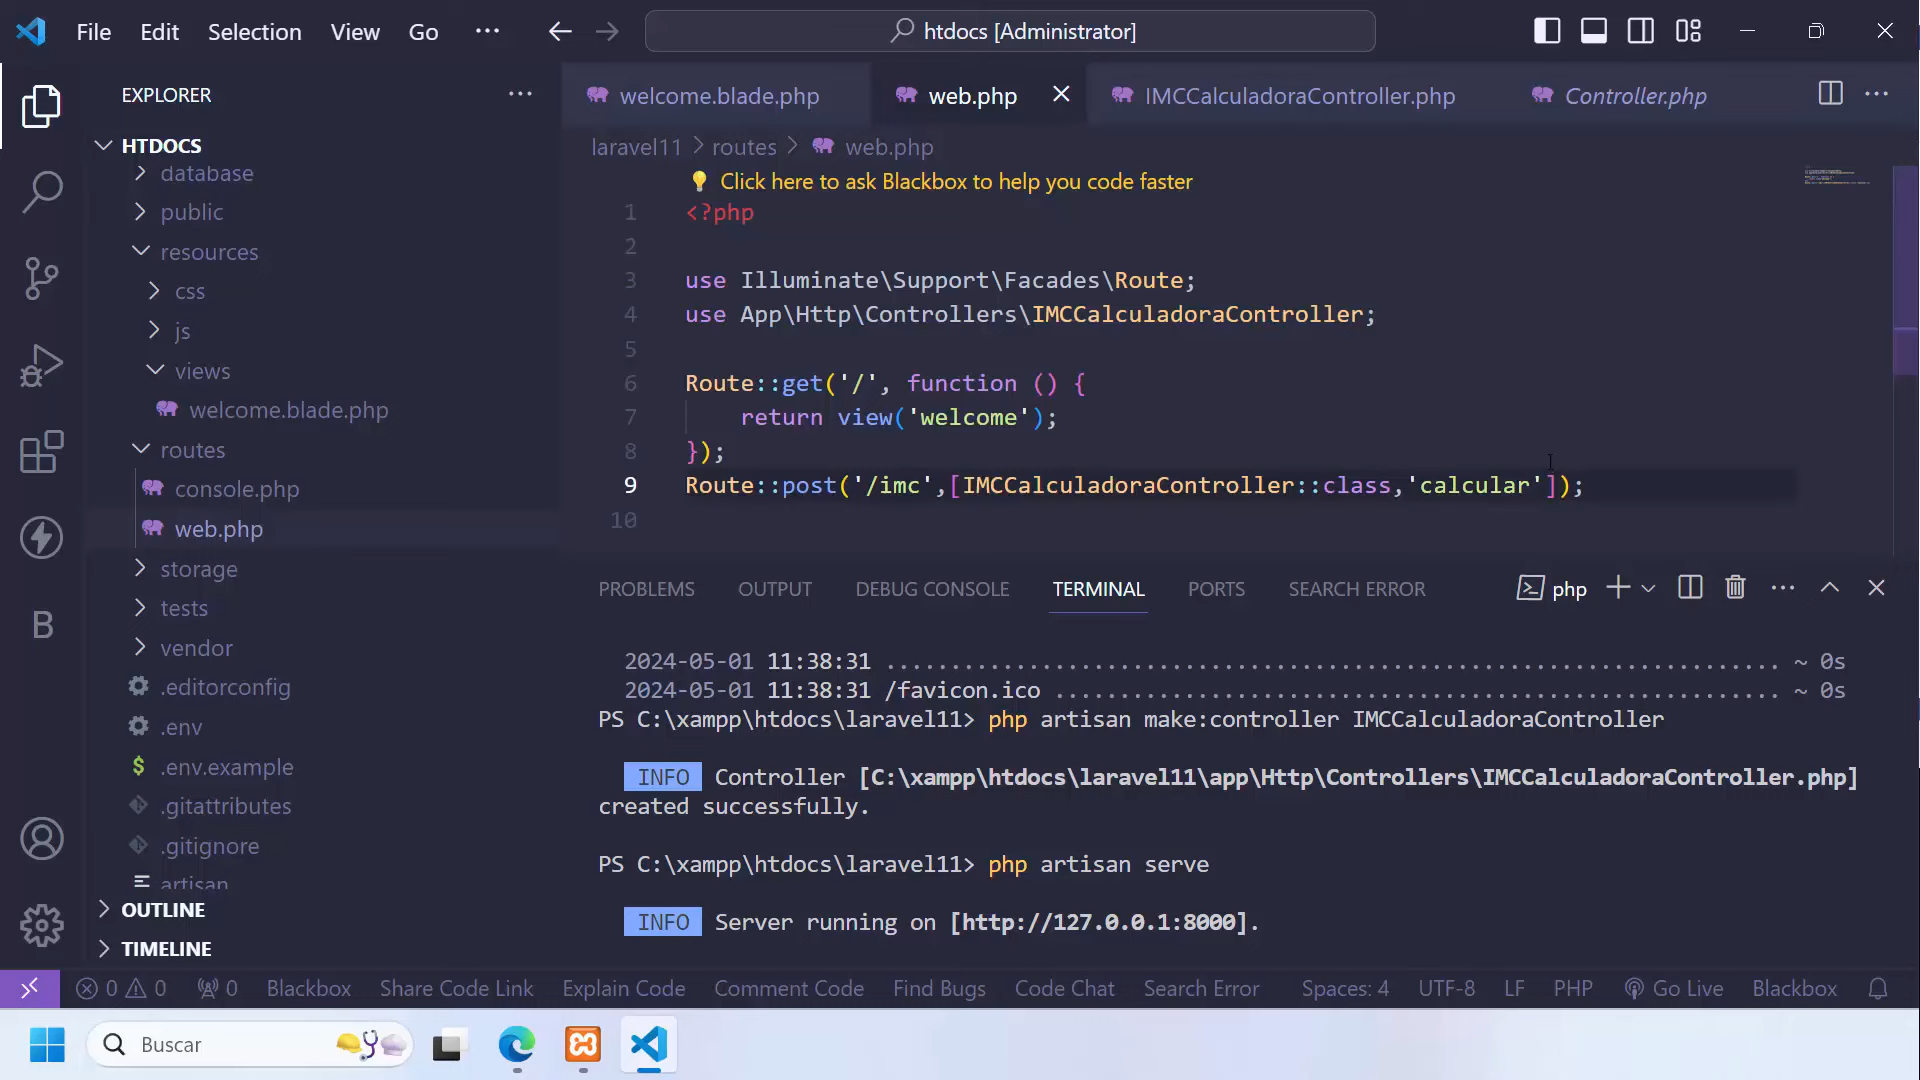 File Edit Selection View Go ··· htdocs [Administrator]
EXPLORER ···
HTDOCS
database
public
resources
css
js
views
welcome.blade.php
routes
console.php
web.php
storage
tests
vendor
.editorconfig
.env
$ .env.example
.gitattributes
.gitignore
artisan
OUTLINE
TIMELINE
B
welcome.blade.php web.php IMCCalculadoraController.php Controller.php ···
laravel11 > routes > web.php
Click here to ask Blackbox to help you code faster
1 <?php
2
3 use Illuminate\Support\Facades\Route;
4 use App\Http\Controllers\IMCCalculadoraController;
5
6 Route::get('/', function () {
7 return view('welcome');
8 });
9 Route::post('/imc',[IMCCalculadoraController::class,'calcular']);
10
PROBLEMS OUTPUT DEBUG CONSOLE TERMINAL PORTS SEARCH ERROR php ···
2024-05-01 11:38:31 ..................................................................... ~ 0s
2024-05-01 11:38:31 /favicon.ico ........................................................ ~ 0s
PS C:\xampp\htdocs\laravel11> php artisan make:controller IMCCalculadoraController
INFO Controller [C:\xampp\htdocs\laravel11\app\Http\Controllers\IMCCalculadoraController.php]
created successfully.
PS C:\xampp\htdocs\laravel11> php artisan serve
INFO Server running on [http://127.0.0.1:8000].
0 0 0 Blackbox Share Code Link Explain Code Comment Code Find Bugs Code Chat Search Error Spaces: 4 UTF-8 LF PHP Go Live Blackbox
Buscar